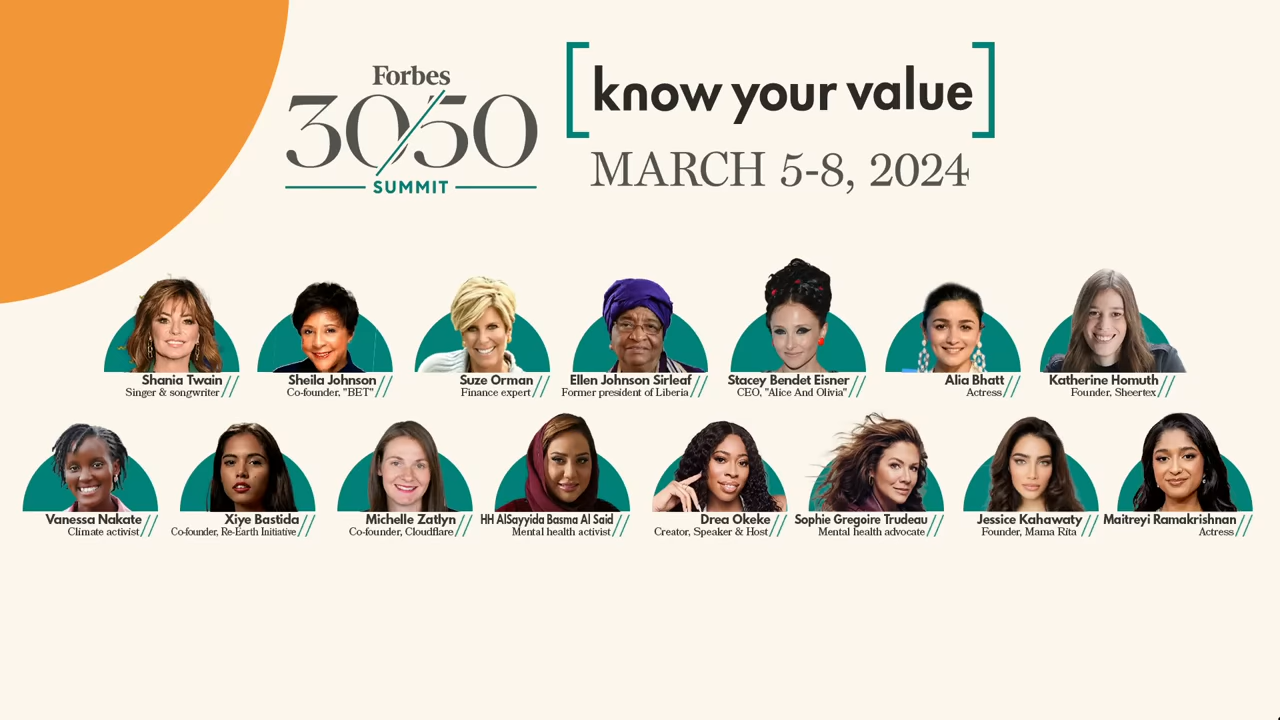 Forbes
30/50
SUMMIT
[know your value]
MARCH 5-8, 2024
Shania Twain
Singer & songwriter
Sheila Johnson
Co-founder, "BET"
Suze Orman
Finance expert
Ellen Johnson Sirleaf
Former president of Liberia
Stacey Bendet Eisner
CEO, "Alice And Olivia"
Alia Bhatt
Actress
Katherine Homuth
Founder, Sheertex
Vanessa Nakate
Climate activist
Xiye Bastida
Co-founder, Re-Earth Initiative
Michelle Zatlyn
Co-founder, Cloudflare
HH AlSayyida Basma Al Said
Mental health activist
Drea Okeke
Creator, Speaker & Host
Sophie Gregoire Trudeau
Mental health advocate
Jessice Kahawaty
Founder, Mama Rita
Maitreyi Ramakrishnan
Actress